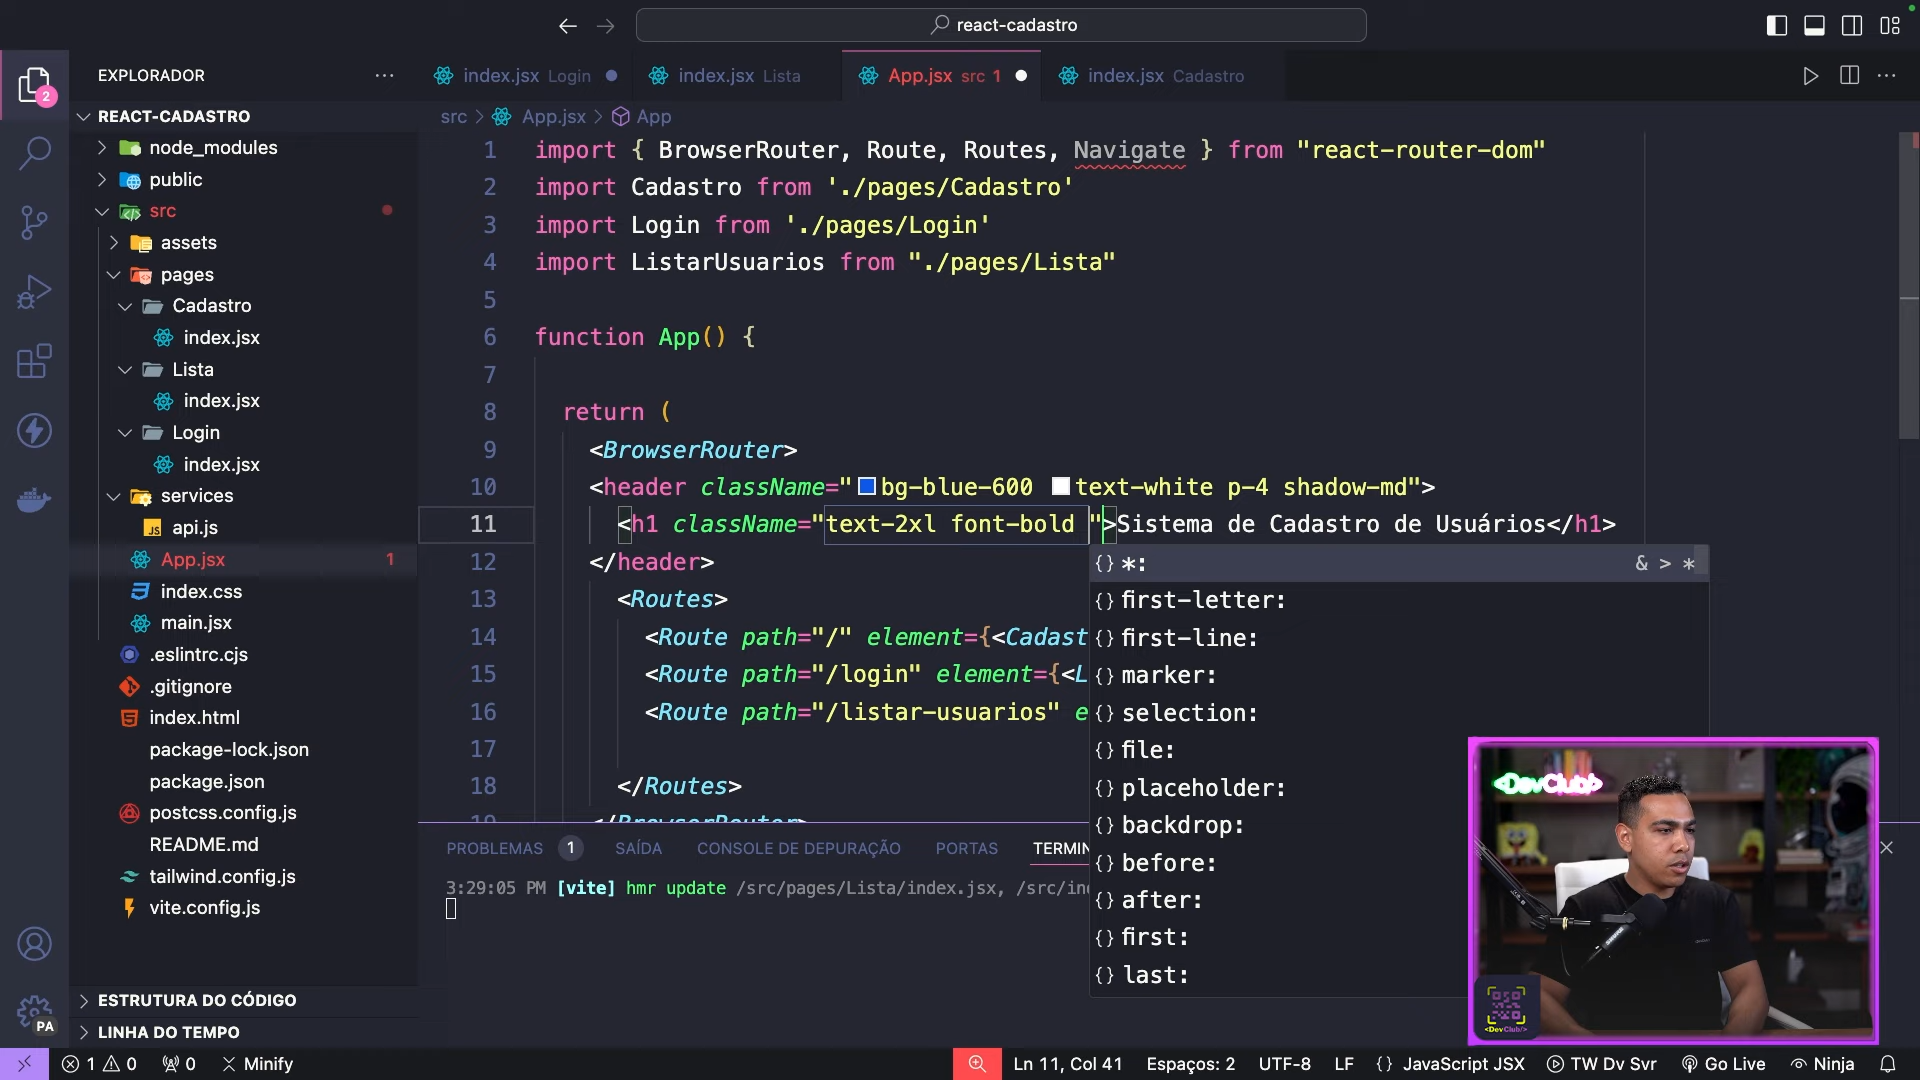 react-cadastro
EXPLORADOR
index.jsx Login
index.jsx Lista
App.jsx src 1
index.jsx Cadastro
2
REACT-CADASTRO
node_modules
public
src
assets
pages
Cadastro
index.jsx
Lista
index.jsx
Login
index.jsx
services
api.js
App.jsx 1
index.css
main.jsx
.eslintrc.cjs
.gitignore
index.html
package-lock.json
package.json
postcss.config.js
README.md
tailwind.config.js
vite.config.js
ESTRUTURA DO CÓDIGO
LINHA DO TEMPO
PA
src > App.jsx > App
1 import { BrowserRouter, Route, Routes, Navigate } from "react-router-dom"
2 import Cadastro from './pages/Cadastro'
3 import Login from './pages/Login'
4 import ListarUsuarios from "./pages/Lista"
5
6 function App() {
7
8 return (
9 <BrowserRouter>
10 <header className="bg-blue-600 text-white p-4 shadow-md">
11 <h1 className="text-2xl font-bold ">Sistema de Cadastro de Usuários</h1>
12 </header>
13 <Routes>
14 <Route path="/" element={<Cadast
15 <Route path="/login" element={<L
16 <Route path="/listar-usuarios" e
17
18 </Routes>
19 </BrowserRouter>
{} *: & > *
{} first-letter:
{} first-line:
{} marker:
{} selection:
{} file:
{} placeholder:
{} backdrop:
{} before:
{} after:
{} first:
{} last:
PROBLEMAS 1 SAÍDA CONSOLE DE DEPURAÇÃO PORTAS TERMIN
3:29:05 PM [vite] hmr update /src/pages/Lista/index.jsx, /src/in
<DevClub/>
<DevClub/>
1 0 0 Minify
Ln 11, Col 41 Espaços: 2 UTF-8 LF {} JavaScript JSX TW Dv Svr Go Live Ninja